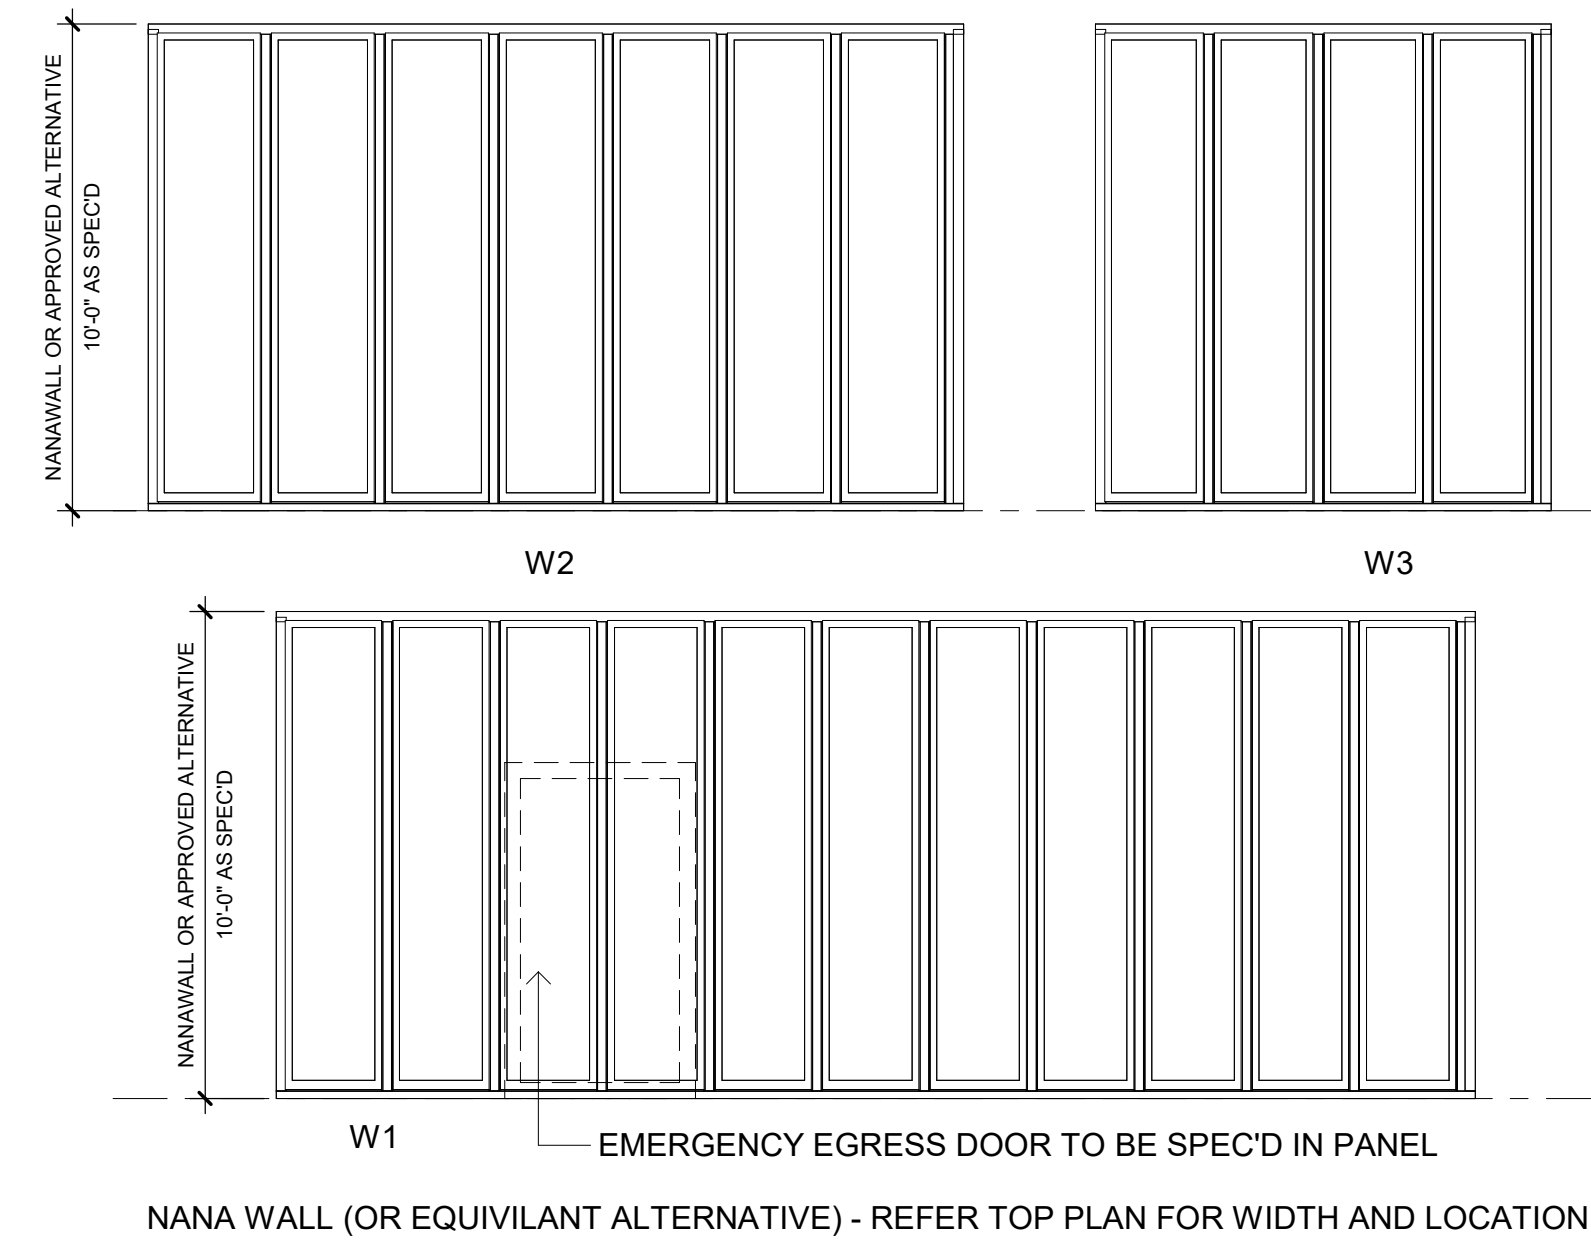 NANAWALL OR APPROVED ALTERNATIVE
10'-0" AS SPEC'D
W2
W3
NANAWALL OR APPROVED ALTERNATIVE
10'-0" AS SPEC'D
W1
EMERGENCY EGRESS DOOR TO BE SPEC'D IN PANEL
NANA WALL (OR EQUIVILANT ALTERNATIVE) - REFER TOP PLAN FOR WIDTH AND LOCATION